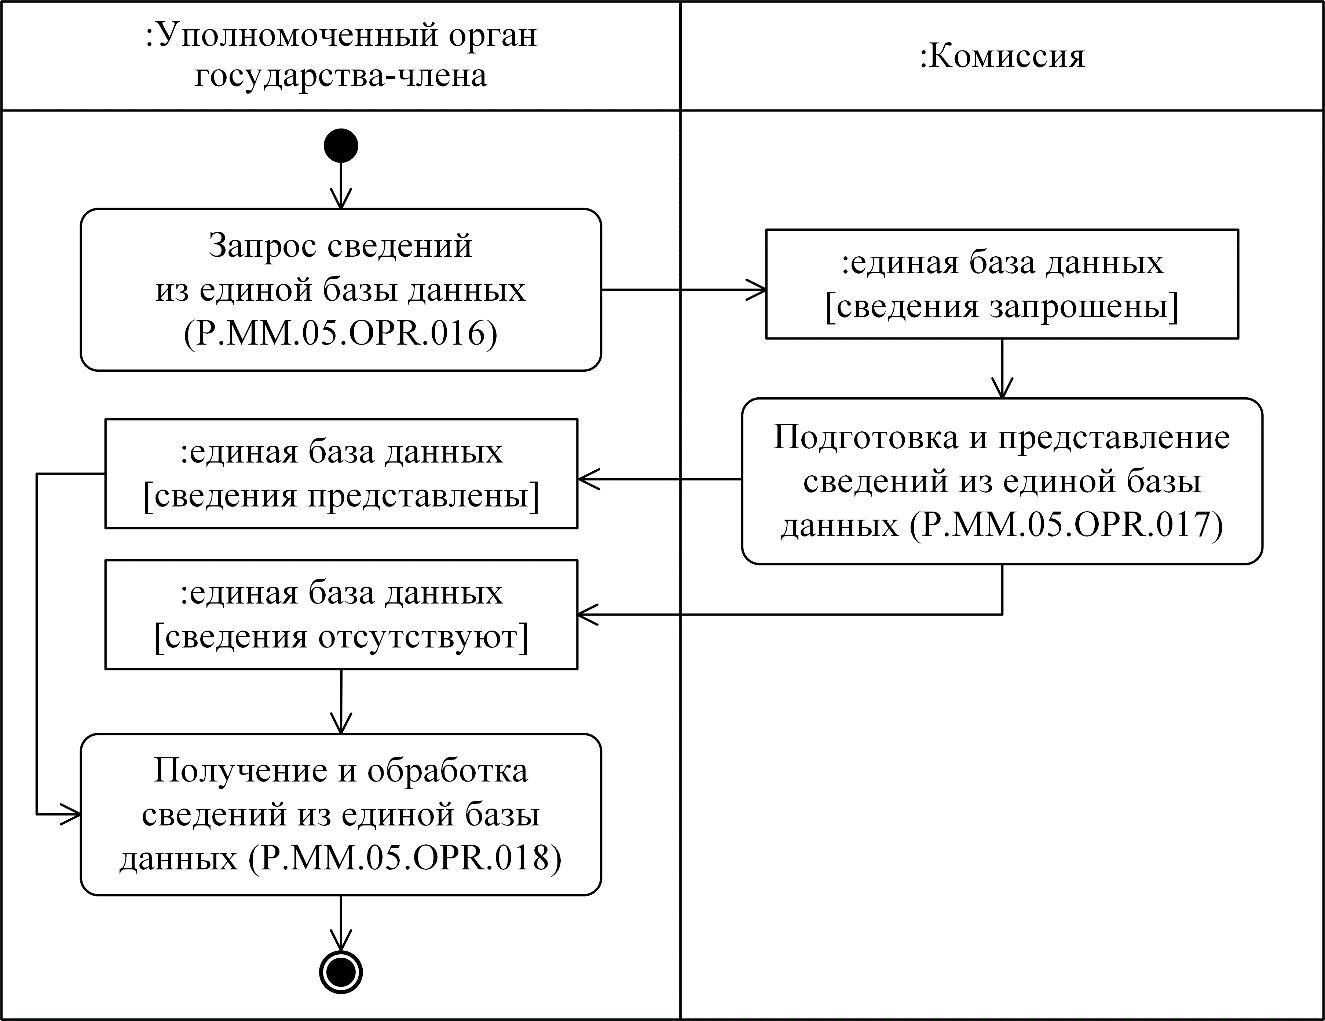 :Уполномоченный орган
государства-члена
:Комиссия
Запрос сведений
из единой базы данных
(P.MM.05.OPR.016)
:единая база данных
[сведения запрошены]
:единая база данных
[сведения представлены]
Подготовка и представление
сведений из единой базы
данных (P.MM.05.OPR.017)
:единая база данных
[сведения отсутствуют]
Получение и обработка
сведений из единой базы
данных (P.MM.05.OPR.018)